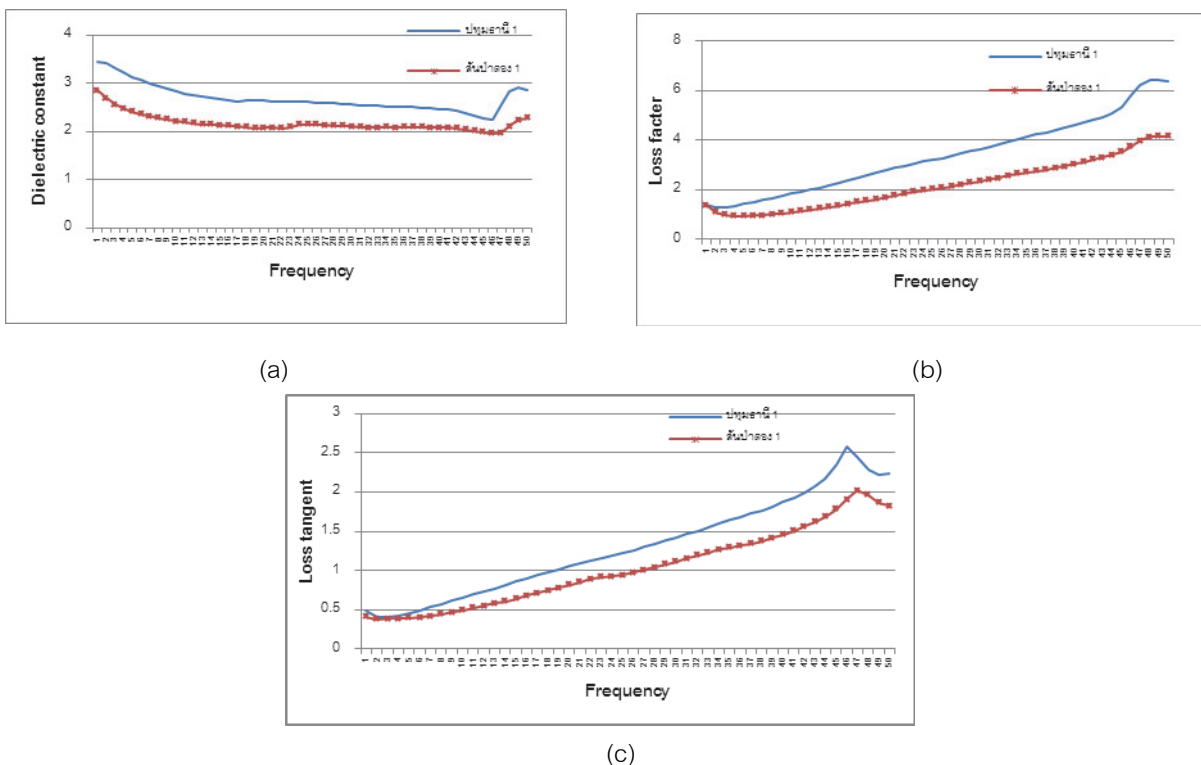 4
3
2
1
0
Dielectric constant
ปทุมธานี 1
สันป่าตอง 1
1 2 3 4 5 6 7 8 9 10 11 12 13 14 15 16 17 18 19 20 21 22 23 24 25 26 27 28 29 30 31 32 33 34 35 36 37 38 39 40 41 42 43 44 45 46 47 48 49 50
Frequency
(a)
8
6
4
2
0
Loss facter
ปทุมธานี 1
สันป่าตอง 1
1 2 3 4 5 6 7 8 9 10 11 12 13 14 15 16 17 18 19 20 21 22 23 24 25 26 27 28 29 30 31 32 33 34 35 36 37 38 39 40 41 42 43 44 45 46 47 48 49 50
Frequency
(b)
3
2.5
2
1.5
1
0.5
0
Loss tangent
ปทุมธานี 1
สันป่าตอง 1
1 2 3 4 5 6 7 8 9 10 11 12 13 14 15 16 17 18 19 20 21 22 23 24 25 26 27 28 29 30 31 32 33 34 35 36 37 38 39 40 41 42 43 44 45 46 47 48 49 50
Frequency
(c)